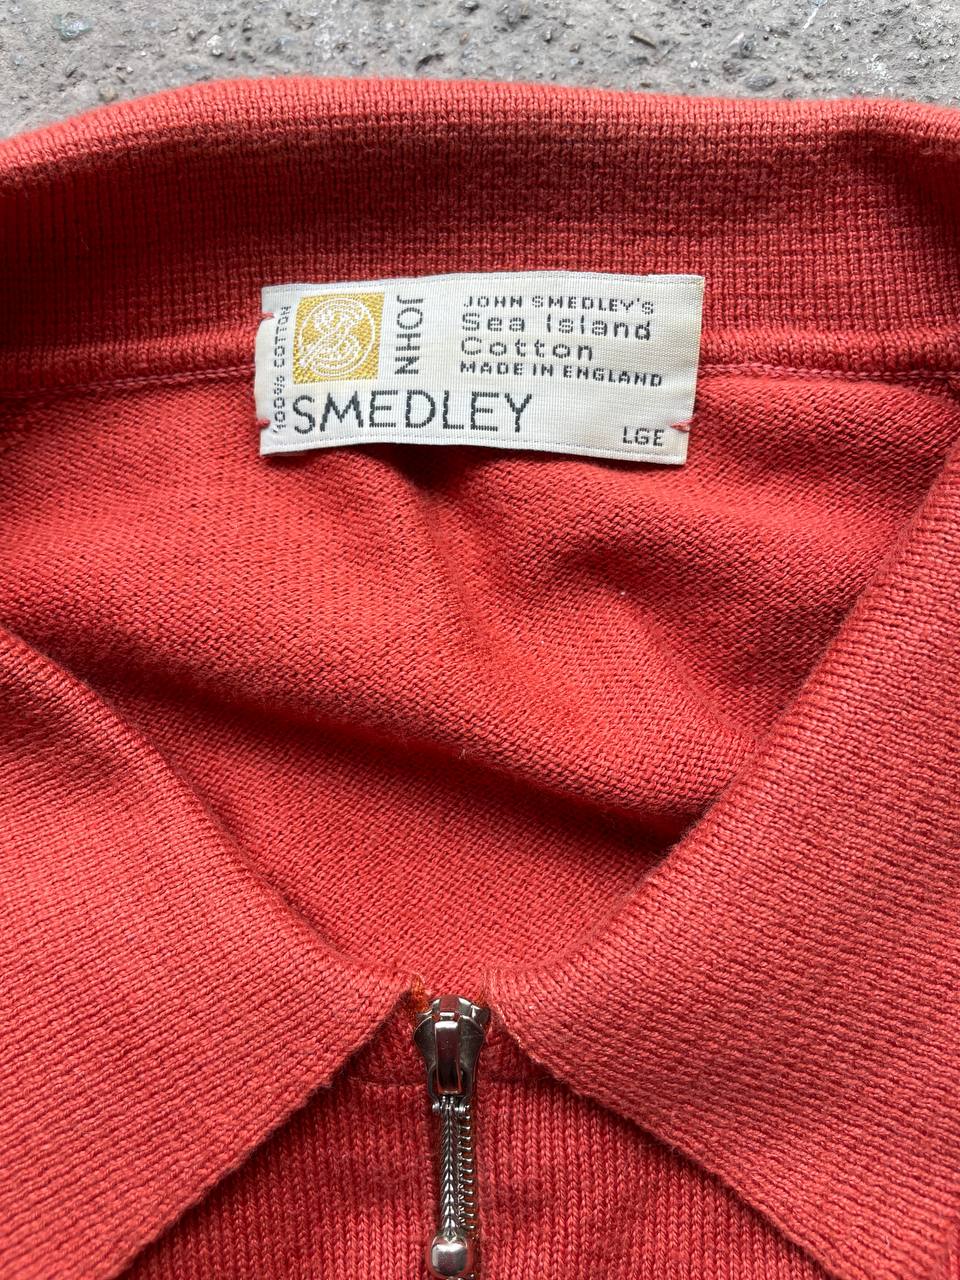 100% COTTON
JOHN
SMEDLEY
JOHN SMEDLEY'S
Sea Island
Cotton
MADE IN ENGLAND
LGE